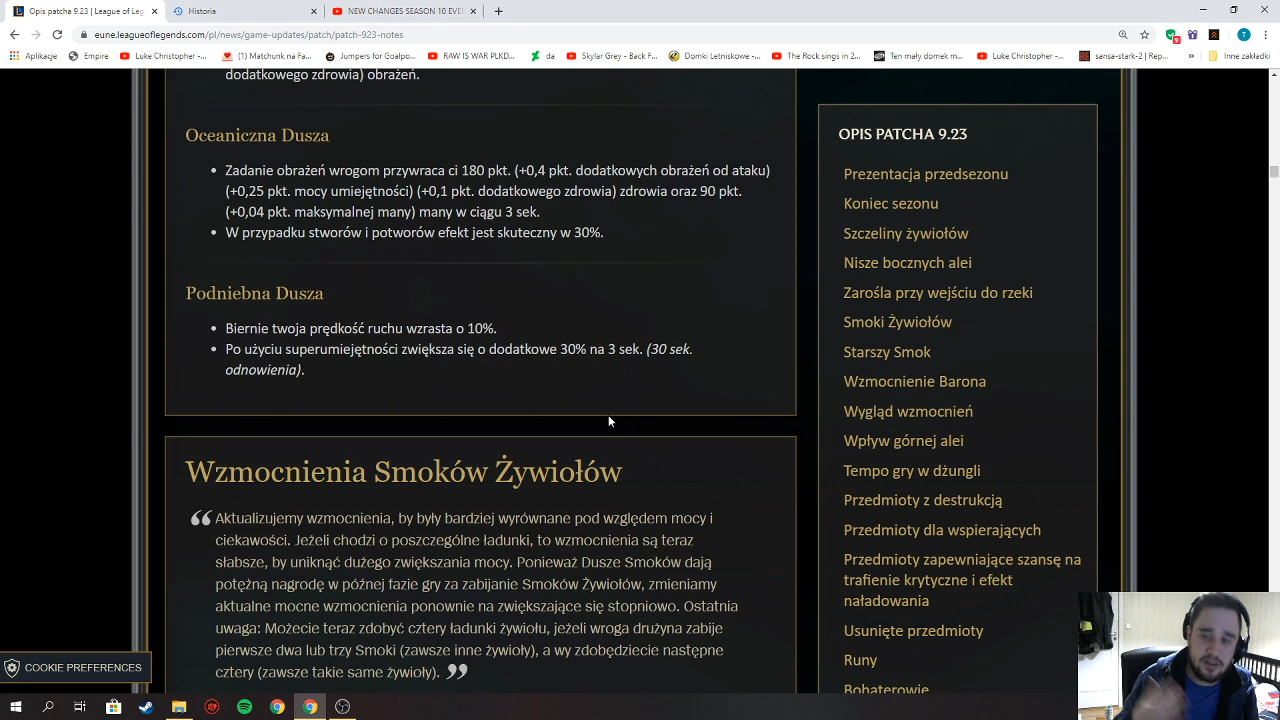 Opis patcha 9.23 | League of Leg
Historia
NEW CHANGES SEASON 10 EVE
eune.leagueoflegends.com/pl/news/game-updates/patch/patch-923-notes
Aplikacje
Empire
Luke Christopher -...
(2) Matchunk na Fa...
Jumpers for Goalpo...
RAW IS WAR PLKD...
da
Skylar Grey - Back F...
Domki Letniskowe -...
The Rock sings in 2...
Ten mały domek m...
Luke Christopher -...
sansa-stark-2 | Rep...
»
Inne zakładki
dodatkowego zdrowia) obrażeń.
Oceaniczna Dusza
• Zadanie obrażeń wrogom przywraca ci 180 pkt. (+0,4 pkt. dodatkowych obrażeń od ataku)
(+0,25 pkt. mocy umiejętności) (+0,1 pkt. dodatkowego zdrowia) zdrowia oraz 90 pkt.
(+0,04 pkt. maksymalnej many) many w ciągu 3 sek.
• W przypadku stworów i potworów efekt jest skuteczny w 30%.
Podniebna Dusza
• Biernie twoja prędkość ruchu wzrasta o 10%.
• Po użyciu superumiejętności zwiększa się o dodatkowe 30% na 3 sek. (30 sek.
odnowienia).
Wzmocnienia Smoków Żywiołów
Aktualizujemy wzmocnienia, by były bardziej wyrównane pod względem mocy i
ciekawości. Jeżeli chodzi o poszczególne ładunki, to wzmocnienia są teraz
słabsze, by uniknąć dużego zwiększania mocy. Ponieważ Dusze Smoków dają
potężną nagrodę w późnej fazie gry za zabijanie Smoków Żywiołów, zmieniamy
aktualne mocne wzmocnienia ponownie na zwiększające się stopniowo. Ostatnia
uwaga: Możecie teraz zdobyć cztery ładunki żywiołu, jeżeli wroga drużyna zabije
pierwsze dwa lub trzy Smoki (zawsze inne żywioły), a wy zdobędziecie następne
cztery (zawsze takie same żywioły).
OPIS PATCHA 9.23
Prezentacja przedsezonu
Koniec sezonu
Szczeliny żywiołów
Nisze bocznych alei
Zarośla przy wejściu do rzeki
Smoki Żywiołów
Starszy Smok
Wzmocnienie Barona
Wygląd wzmocnień
Wpływ górnej alei
Tempo gry w dżungli
Przedmioty z destrukcją
Przedmioty dla wspierających
Przedmioty zapewniające szansę na
trafienie krytyczne i efekt
naładowania
Usunięte przedmioty
Runy
Bohaterowie
COOKIE PREFERENCES